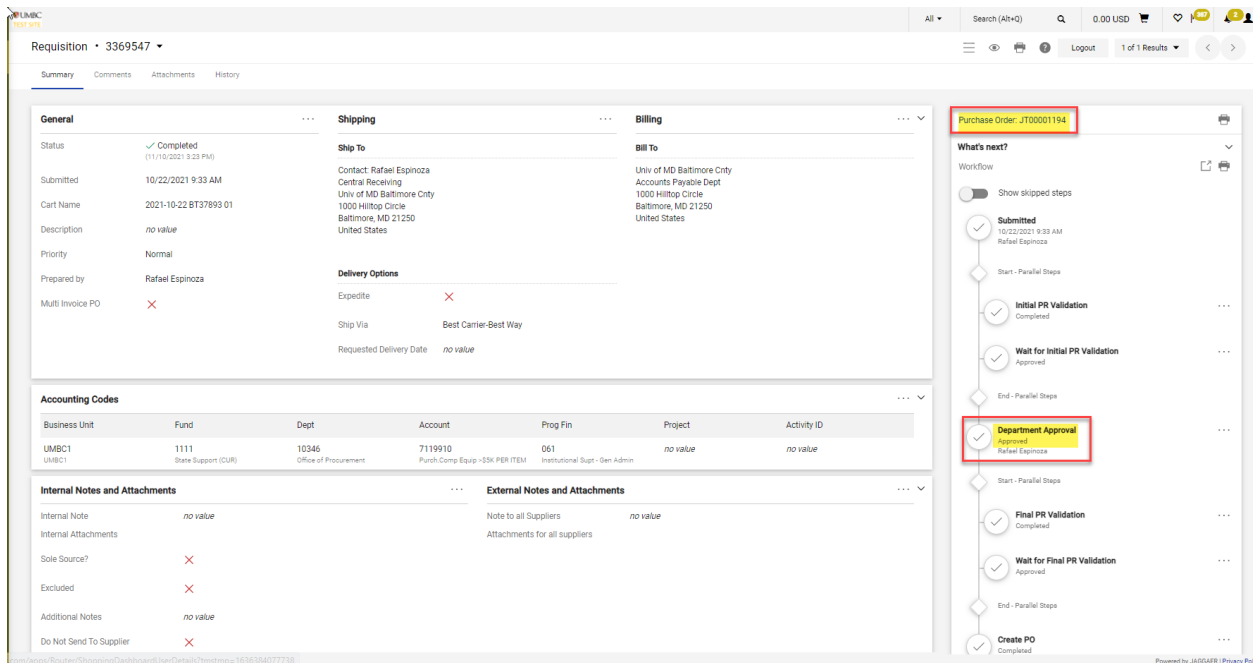 UMBC
TEST SITE
All
Search (Alt+Q)
0.00 USD
367
2
Requisition • 3369547
Logout
1 of 1 Results
Summary
Comments
Attachments
History
General
Status
Completed
(11/10/2021 3:23 PM)
Submitted
10/22/2021 9:33 AM
Cart Name
2021-10-22 BT37893 01
Description
no value
Priority
Normal
Prepared by
Rafael Espinoza
Multi Invoice PO
Shipping
Ship To
Contact: Rafael Espinoza
Central Receiving
Univ of MD Baltimore Cnty
1000 Hilltop Circle
Baltimore, MD 21250
United States
Delivery Options
Expedite
Ship Via
Best Carrier-Best Way
Requested Delivery Date
no value
Billing
Bill To
Univ of MD Baltimore Cnty
Accounts Payable Dept
1000 Hilltop Circle
Baltimore, MD 21250
United States
Accounting Codes
Business Unit
Fund
Dept
Account
Prog Fin
Project
Activity ID
UMBC1
UMBC1
1111
State Support (CUR)
10346
Office of Procurement
7119910
Purch.Comp Equip >$5K PER ITEM
061
Institutional Supt - Gen Admin
no value
no value
Internal Notes and Attachments
Internal Note
no value
Internal Attachments
Sole Source?
Excluded
Additional Notes
no value
Do Not Send To Supplier
External Notes and Attachments
Note to all Suppliers
no value
Attachments for all suppliers
Purchase Order: JT00001194
What's next?
Workflow
Show skipped steps
Submitted
10/22/2021 9:33 AM
Rafael Espinoza
Start - Parallel Steps
Initial PR Validation
Completed
Wait for Initial PR Validation
Approved
End - Parallel Steps
Department Approval
Approved
Rafael Espinoza
Start - Parallel Steps
Final PR Validation
Completed
Wait for Final PR Validation
Approved
End - Parallel Steps
Create PO
Completed
Powered by JAGGAER | Privacy Pol